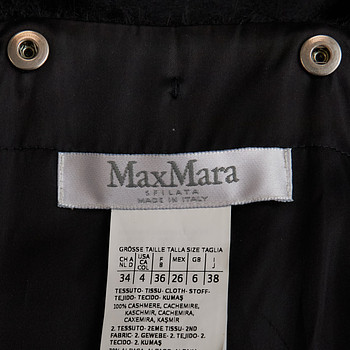 MaxMara
SFILATA
MADE IN ITALY
GRÖSSE TAILLE TALLA SIZE TAGLIA
CH A NL D USA CA COL F B MEX GB I J
34 4 36 26 6 38
TESSUTO-TISSU-CLOTH-STOFF-
TEJIDO-TECIDO-KUMAŞ
100% CASHMERE, CACHEMIRE,
KASCHMIR, CACHEMIRA,
CAXEMIRA, KAŞMİR
2. TESSUTO-2EME.TISSU-2ND
FABRIC-2. GEWEBE-2. TEJIDO-
2. TECIDO-2. KUMAŞ